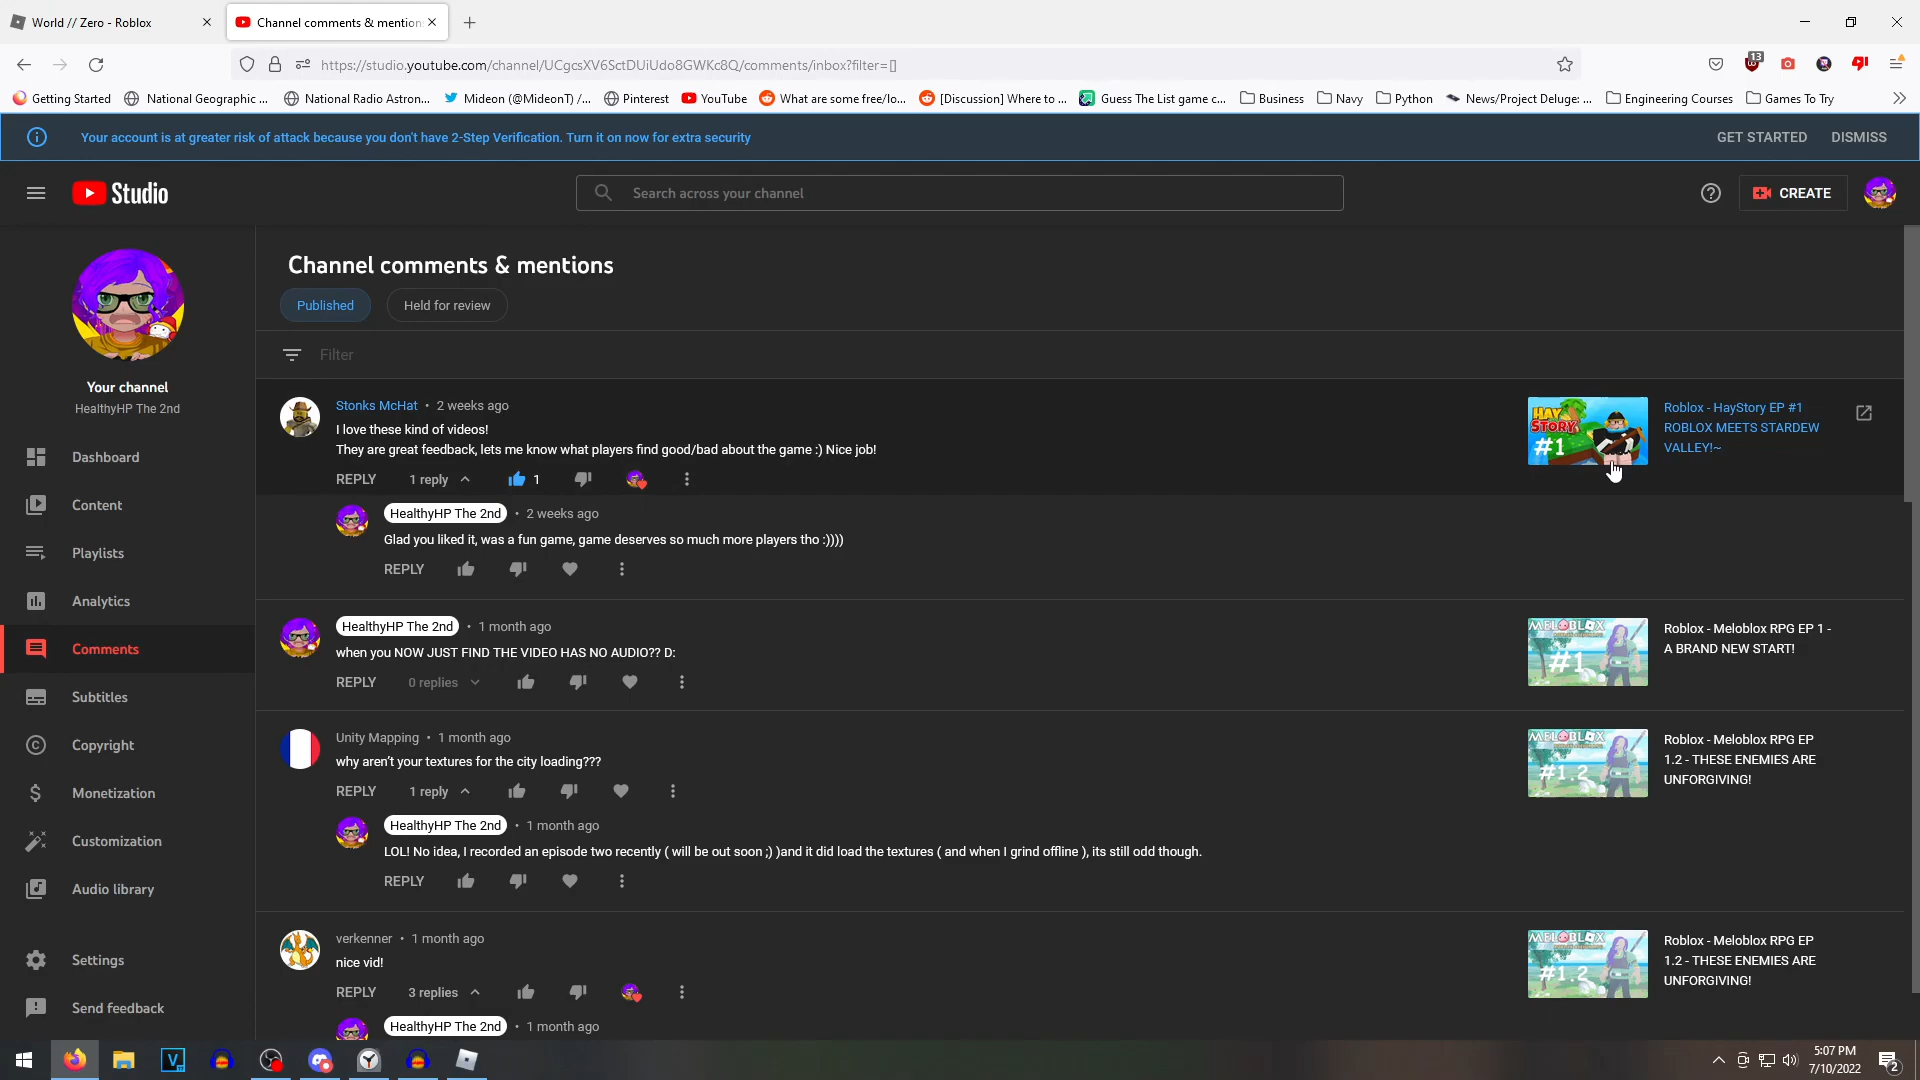 World // Zero - Roblox
Channel comments & mention
https://studio.youtube.com/channel/UCgcsXV6SctDUiUdo8GWKc8Q/comments/inbox?filter=[]
13
Getting Started
National Geographic ...
National Radio Astron...
Mideon (@MideonT) /...
Pinterest
YouTube
What are some free/lo...
[Discussion] Where to ...
Guess The List game c...
Business
Navy
Python
News/Project Deluge: ...
Engineering Courses
Games To Try
Your account is at greater risk of attack because you don't have 2-Step Verification. Turn it on now for extra security
GET STARTED
DISMISS
Studio
Search across your channel
CREATE
Your channel
HealthyHP The 2nd
Dashboard
Content
Playlists
Analytics
Comments
Subtitles
Copyright
Monetization
Customization
Audio library
Settings
Send feedback
Channel comments & mentions
Published
Held for review
Filter
Stonks McHat • 2 weeks ago
I love these kind of videos!
They are great feedback, lets me know what players find good/bad about the game :) Nice job!
REPLY 1 reply 1
HAY STORY #1
Roblox - HayStory EP #1
ROBLOX MEETS STARDEW
VALLEY!~
HealthyHP The 2nd • 2 weeks ago
Glad you liked it, was a fun game, game deserves so much more players tho :))))
REPLY
HealthyHP The 2nd • 1 month ago
when you NOW JUST FIND THE VIDEO HAS NO AUDIO?? D:
REPLY 0 replies
MELOBLOX
#1
Roblox - Meloblox RPG EP 1 -
A BRAND NEW START!
Unity Mapping • 1 month ago
why aren't your textures for the city loading???
REPLY 1 reply
MELOBLOX
#1.2
Roblox - Meloblox RPG EP
1.2 - THESE ENEMIES ARE
UNFORGIVING!
HealthyHP The 2nd • 1 month ago
LOL! No idea, I recorded an episode two recently ( will be out soon ;) )and it did load the textures ( and when I grind offline ), its still odd though.
REPLY
verkenner • 1 month ago
nice vid!
REPLY 3 replies
MELOBLOX
#1.2
Roblox - Meloblox RPG EP
1.2 - THESE ENEMIES ARE
UNFORGIVING!
HealthyHP The 2nd • 1 month ago
5:07 PM
7/10/2022
2